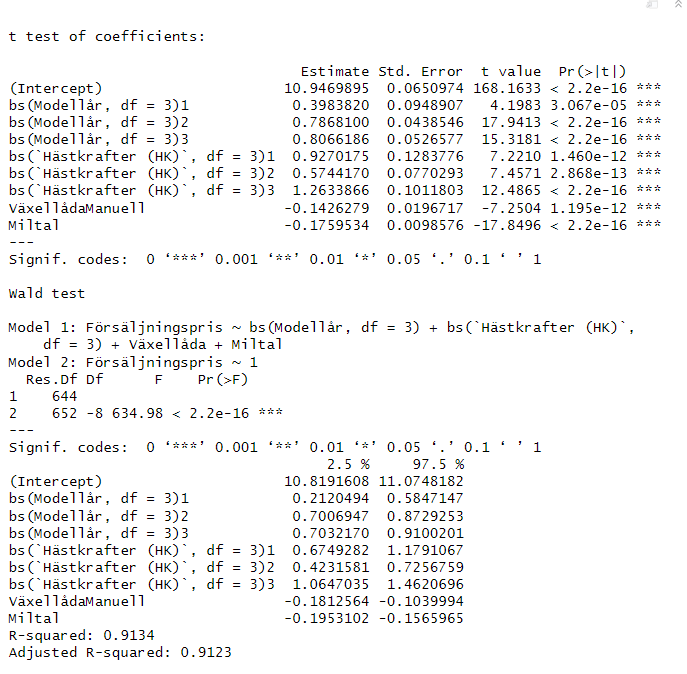 t test of coefficients:
Estimate Std. Error t value Pr(>|t|)
(Intercept) 10.9469895 0.0650974 168.1633 < 2.2e-16 ***
bs(Modellår, df = 3)1 0.3983820 0.0948907 4.1983 3.067e-05 ***
bs(Modellår, df = 3)2 0.7868100 0.0438546 17.9413 < 2.2e-16 ***
bs(Modellår, df = 3)3 0.8066186 0.0526577 15.3181 < 2.2e-16 ***
bs(`Hästkrafter (HK)`, df = 3)1 0.9270175 0.1283776 7.2210 1.460e-12 ***
bs(`Hästkrafter (HK)`, df = 3)2 0.5744170 0.0770293 7.4571 2.868e-13 ***
bs(`Hästkrafter (HK)`, df = 3)3 1.2633866 0.1011803 12.4865 < 2.2e-16 ***
VäxellådaManuell -0.1426279 0.0196717 -7.2504 1.195e-12 ***
Miltal -0.1759534 0.0098576 -17.8496 < 2.2e-16 ***
---
Signif. codes: 0 ‘***’ 0.001 ‘**’ 0.01 ‘*’ 0.05 ‘.’ 0.1 ‘ ’ 1
Wald test
Model 1: Försäljningspris ~ bs(Modellår, df = 3) + bs(`Hästkrafter (HK)`,
df = 3) + Växellåda + Miltal
Model 2: Försäljningspris ~ 1
Res.Df Df F Pr(>F)
1 644
2 652 -8 634.98 < 2.2e-16 ***
---
Signif. codes: 0 ‘***’ 0.001 ‘**’ 0.01 ‘*’ 0.05 ‘.’ 0.1 ‘ ’ 1
2.5 % 97.5 %
(Intercept) 10.8191608 11.0748182
bs(Modellår, df = 3)1 0.2120494 0.5847147
bs(Modellår, df = 3)2 0.7006947 0.8729253
bs(Modellår, df = 3)3 0.7032170 0.9100201
bs(`Hästkrafter (HK)`, df = 3)1 0.6749282 1.1791067
bs(`Hästkrafter (HK)`, df = 3)2 0.4231581 0.7256759
bs(`Hästkrafter (HK)`, df = 3)3 1.0647035 1.4620696
VäxellådaManuell -0.1812564 -0.1039994
Miltal -0.1953102 -0.1565965
R-squared: 0.9134
Adjusted R-squared: 0.9123